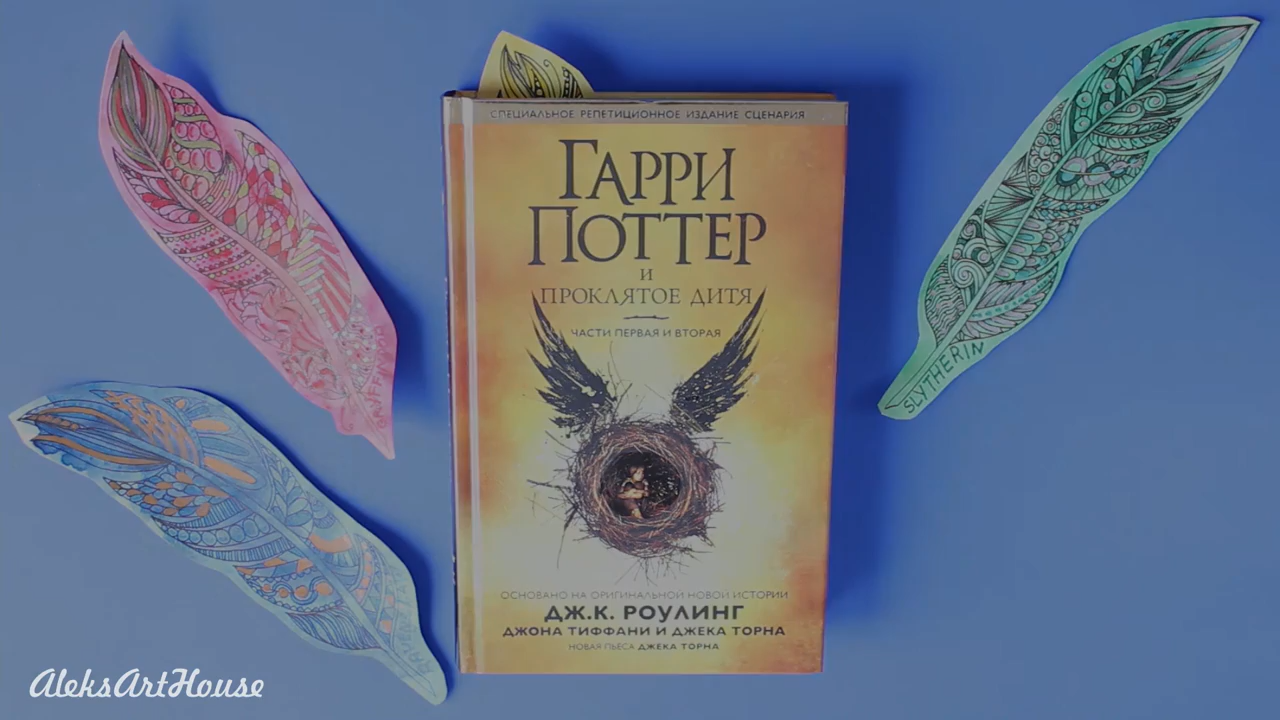 СПЕЦИАЛЬНОЕ РЕПЕТИЦИОННОЕ ИЗДАНИЕ СЦЕНАРИЯ
ГАРРИ
ПОТТЕР
И
ПРОКЛЯТОЕ ДИТЯ
ЧАСТИ ПЕРВАЯ И ВТОРАЯ
ОСНОВАНО НА ОРИГИНАЛЬНОЙ НОВОЙ ИСТОРИИ
ДЖ.К. РОУЛИНГ
ДЖОНА ТИФФАНИ И ДЖЕКА ТОРНА
НОВАЯ ПЬЕСА ДЖЕКА ТОРНА
SLYTHERIN
AleksArtHouse